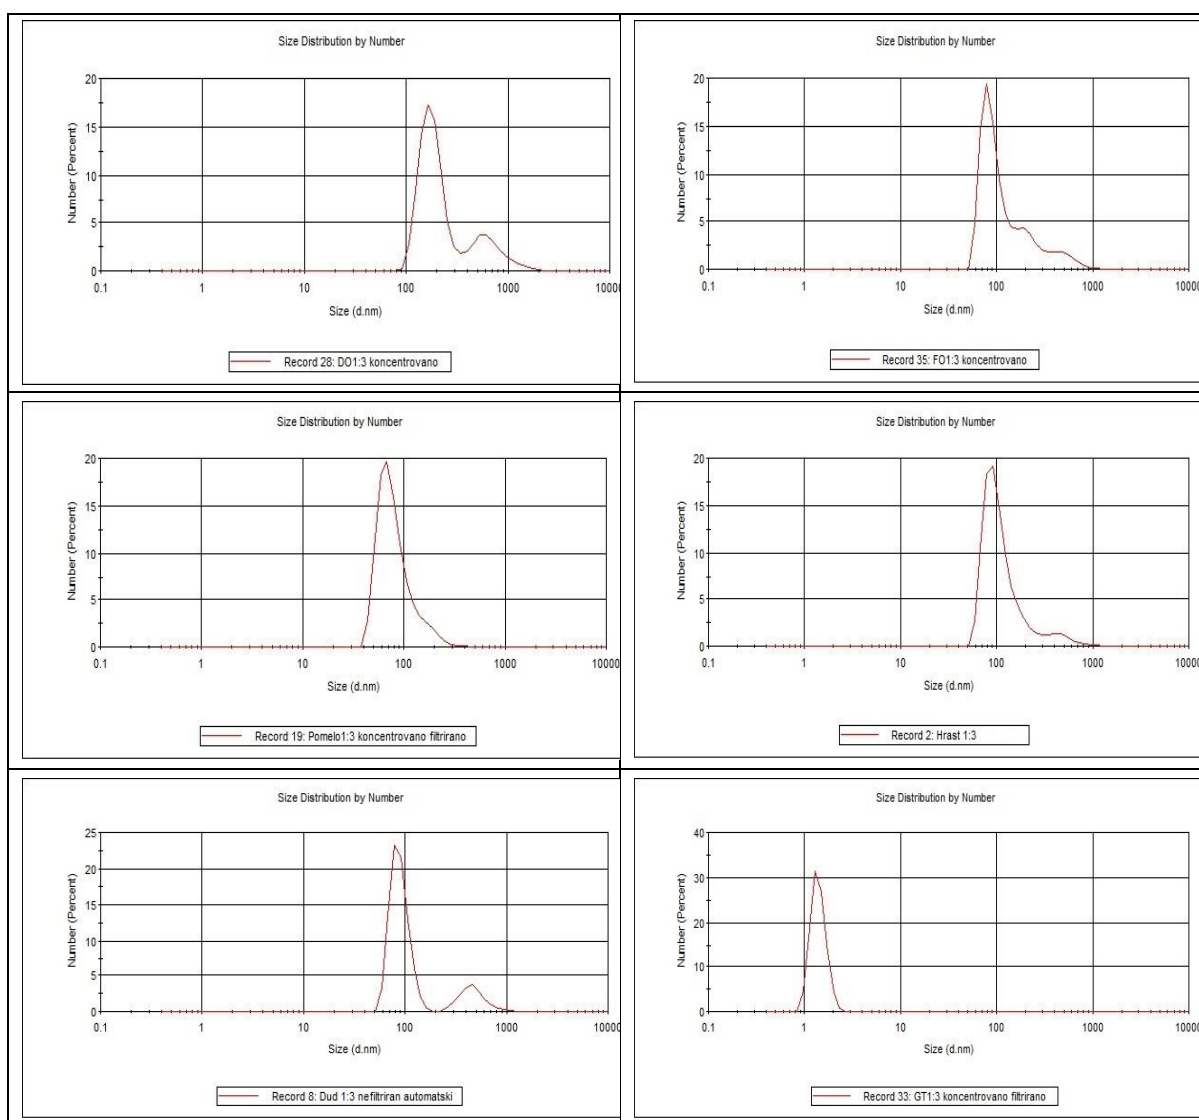 Size Distribution by Number
Number (Percent)
20
15
10
5
0
0.1 1 10 100 1000 10000
Size (d.nm)
Record 28: DO1:3 koncentrovano
Size Distribution by Number
Number (Percent)
20
15
10
5
0
0.1 1 10 100 1000 10000
Size (d.nm)
Record 35: FO1:3 koncentrovano
Size Distribution by Number
Number (Percent)
20
15
10
5
0
0.1 1 10 100 1000 10000
Size (d.nm)
Record 19: Pomelo1:3 koncentrovano filtrirano
Size Distribution by Number
Number (Percent)
20
15
10
5
0
0.1 1 10 100 1000 10000
Size (d.nm)
Record 2: Hrast 1:3
Size Distribution by Number
Number (Percent)
25
20
15
10
5
0
0.1 1 10 100 1000 10000
Size (d.nm)
Record 8: Dud 1:3 nefiltriran automatski
Size Distribution by Number
Number (Percent)
40
30
20
10
0
0.1 1 10 100 1000 10000
Size (d.nm)
Record 33: GT1:3 koncentrovano filtrirano